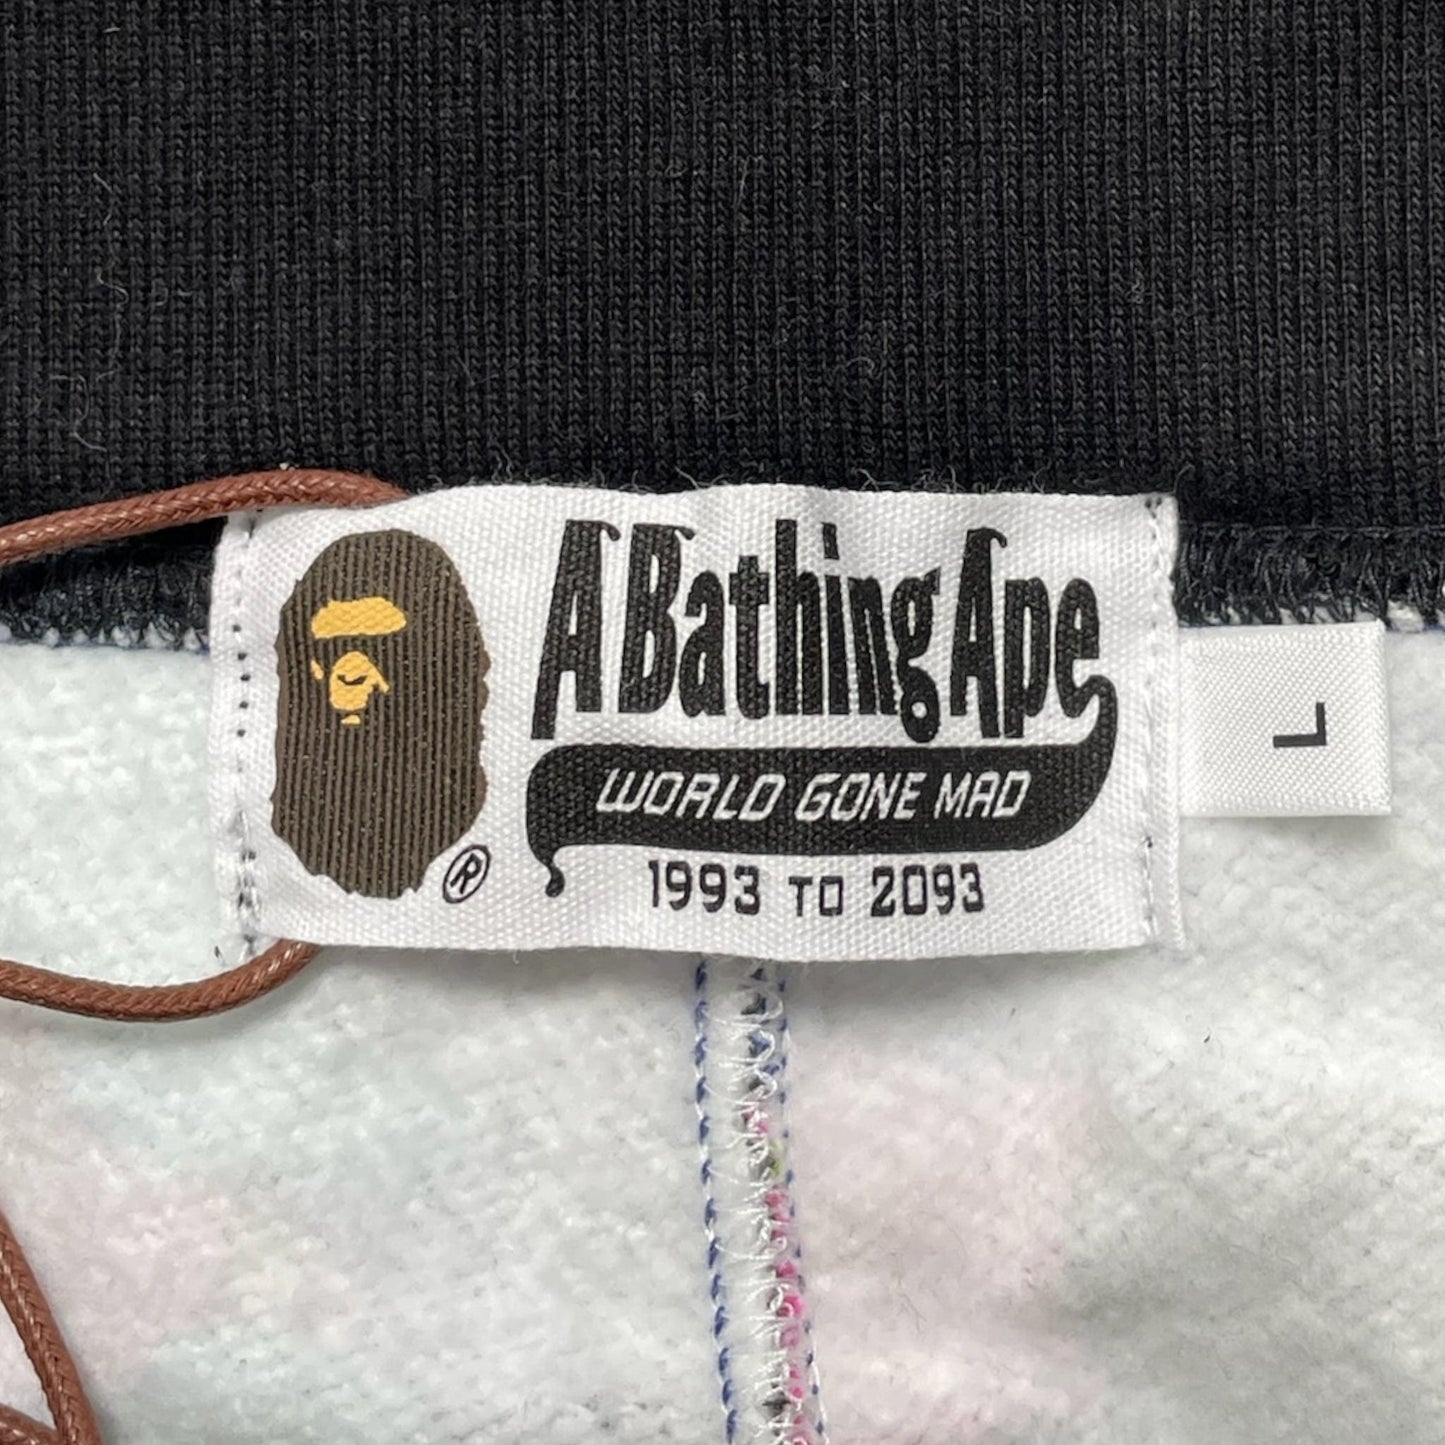 A Bathing Ape
WORLD GONE MAD
1993 TO 2093
®
L